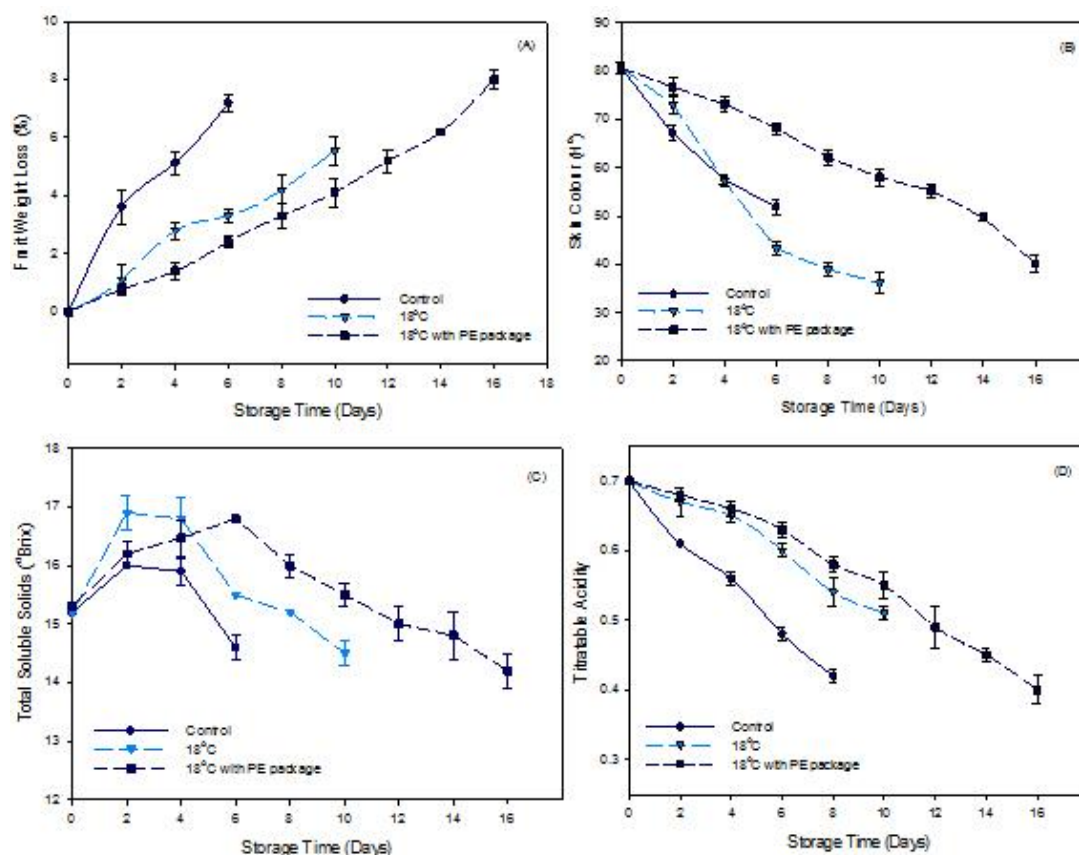 (A)
Fruit Weight Loss (%)
10
8
6
4
2
0
Control
18°C
18°C with PE package
0 2 4 6 8 10 12 14 16 18
Storage Time (Days)
(B)
Skin Colour (H°)
100
90
80
70
60
50
40
30
20
Control
18°C
18°C with PE package
0 2 4 6 8 10 12 14 16
Storage Time (Days)
(C)
Total Soluble Solids (°Brix)
18
17
16
15
14
13
12
Control
18°C
18°C with PE package
0 2 4 6 8 10 12 14 16
Storage Time (Days)
(D)
Titratable Acidity
0.7
0.6
0.5
0.4
0.3
Control
18°C
18°C with PE package
0 2 4 6 8 10 12 14 16
Storage Time (Days)